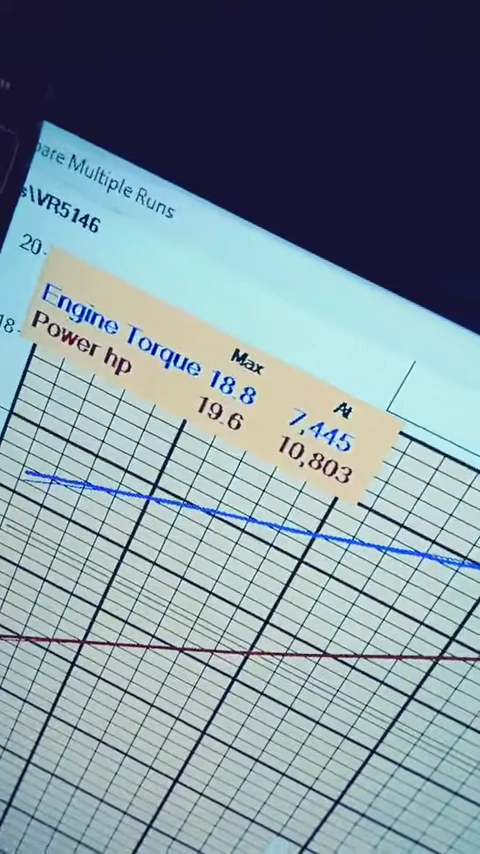 Multiple Runs
\VR5146
20
Max At
Engine Torque 18.8 7,445
Power hp 19.6 10,803
18